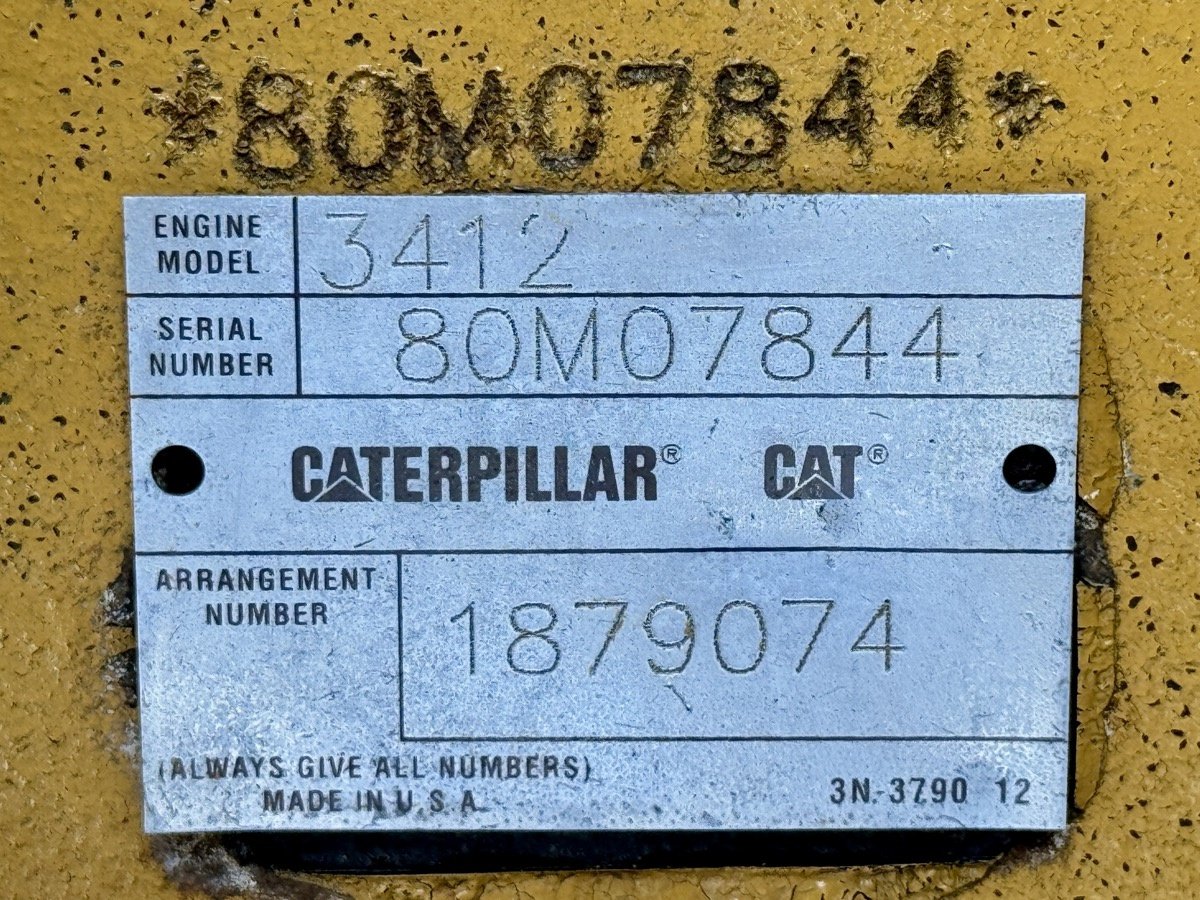 *80M07844*
ENGINE MODEL 3412
SERIAL NUMBER 80M07844
CATERPILLAR® CAT®
ARRANGEMENT NUMBER 1879074
(ALWAYS GIVE ALL NUMBERS)
MADE IN U.S.A. 3N-3790 12